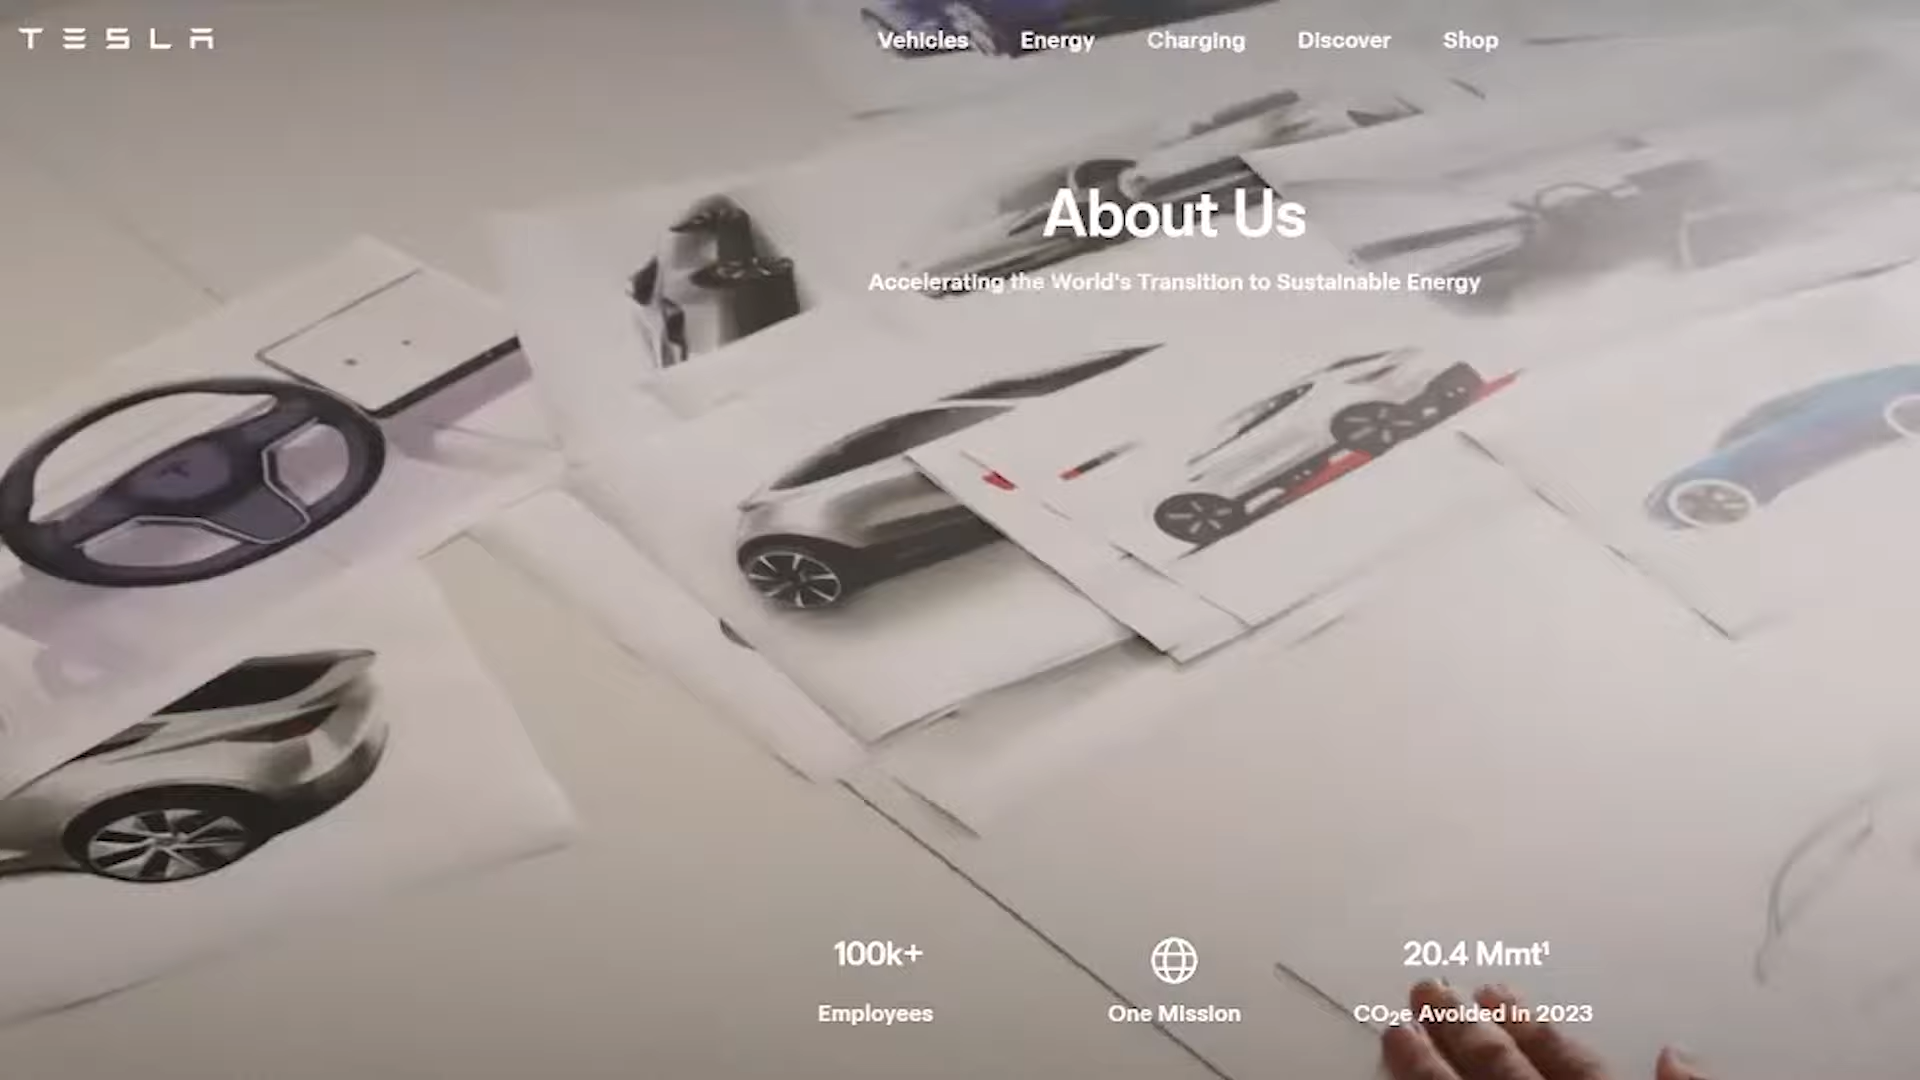 TESLA
Vehicles Energy Charging Discover Shop
About Us
Accelerating the World's Transition to Sustainable Energy
100k+
Employees
One Mission
20.4 Mmt¹
CO₂e Avoided in 2023